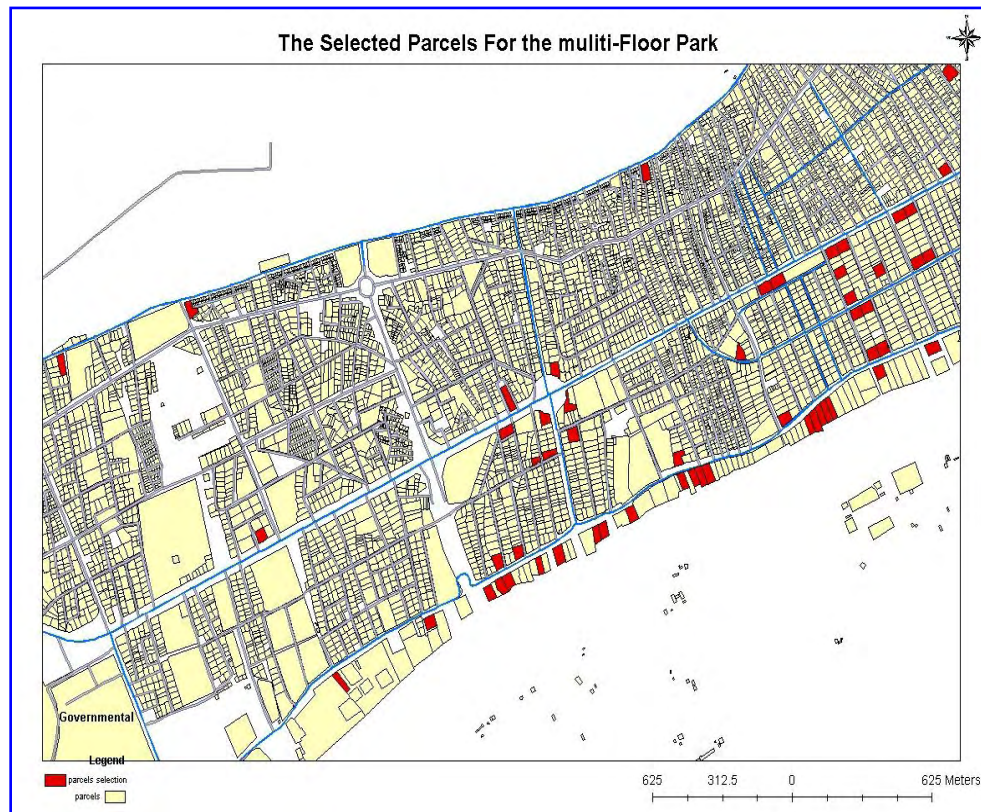 The Selected Parcels For the muliti-Floor Park
Governmental
Legend
parcels selection
parcels
625 312.5 0 625 Meters